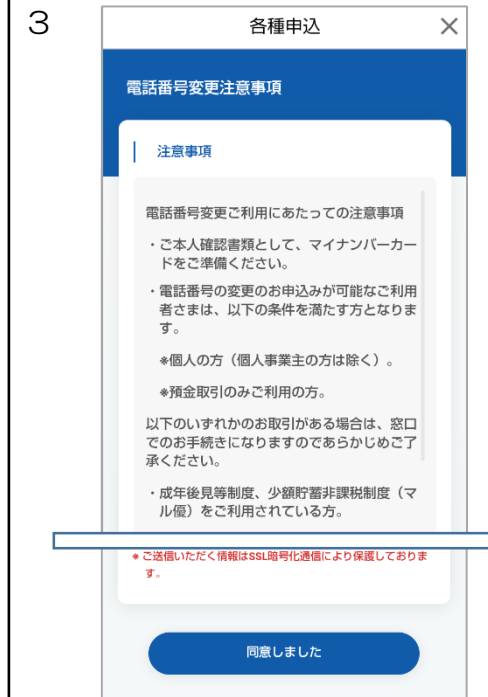 3
各種申込
電話番号変更注意事項
注意事項
電話番号変更ご利用にあたっての注意事項
・ご本人確認書類として、マイナンバーカー
ドをご準備ください。
・電話番号の変更のお申込みが可能なご利用
者さまは、以下の条件を満たす方となりま
す。
※個人の方（個人事業主の方は除く）。
※預金取引のみご利用の方。
以下のいずれかのお取引がある場合は、窓口
でのお手続きになりますのであらかじめご了
承ください。
・成年後見等制度、少額貯蓄非課税制度（マ
ル優）をご利用されている方。
※ご送信いただく情報はSSL暗号化通信により保護しておりま
す。
同意しました